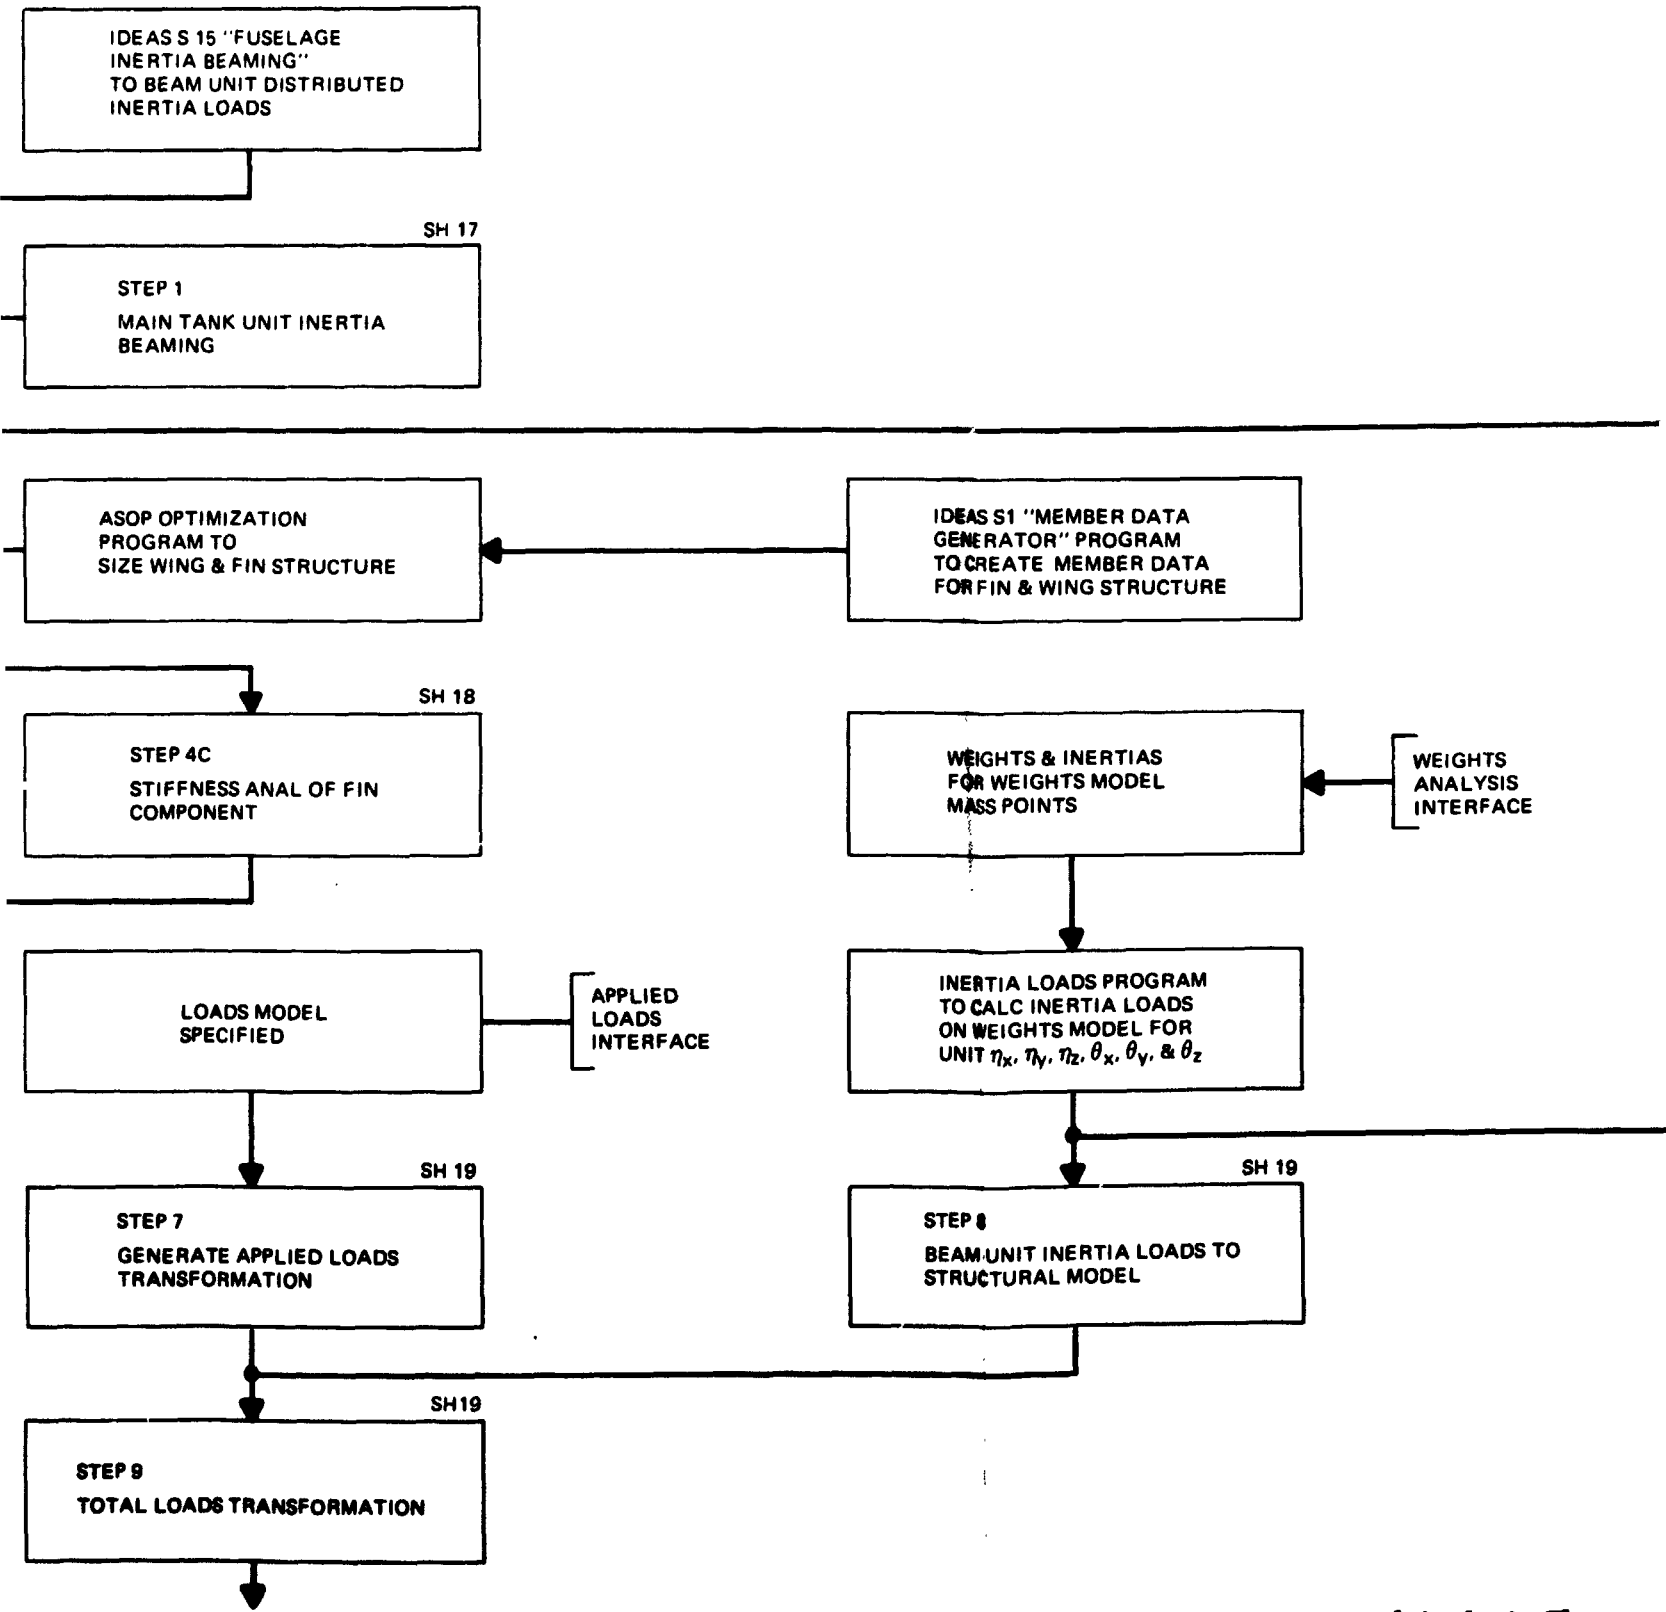 IDEAS S 15 "FUSELAGE
INERTIA BEAMING"
TO BEAM UNIT DISTRIBUTED
INERTIA LOADS
SH 17
STEP 1
MAIN TANK UNIT INERTIA
BEAMING
ASOP OPTIMIZATION
PROGRAM TO
SIZE WING & FIN STRUCTURE
IDEAS S1 "MEMBER DATA
GENERATOR" PROGRAM
TO CREATE MEMBER DATA
FOR FIN & WING STRUCTURE
SH 18
STEP 4C
STIFFNESS ANAL OF FIN
COMPONENT
WEIGHTS & INERTIAS
FOR WEIGHTS MODEL
MASS POINTS
WEIGHTS
ANALYSIS
INTERFACE
LOADS MODEL
SPECIFIED
APPLIED
LOADS
INTERFACE
INERTIA LOADS PROGRAM
TO CALC INERTIA LOADS
ON WEIGHTS MODEL FOR
UNIT ηx, ηy, ηz, θx, θy, & θz
SH 19
STEP 7
GENERATE APPLIED LOADS
TRANSFORMATION
SH 19
STEP 8
BEAM UNIT INERTIA LOADS TO
STRUCTURAL MODEL
SH19
STEP 9
TOTAL LOADS TRANSFORMATION